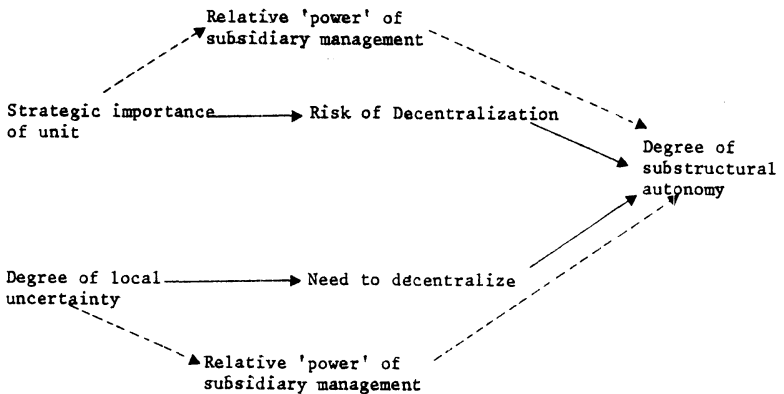 Relative 'power' of
subsidiary management
Strategic importance
of unit
Risk of Decentralization
Degree of
substructural
autonomy
Degree of local
uncertainty
Need to decentralize
Relative 'power' of
subsidiary management